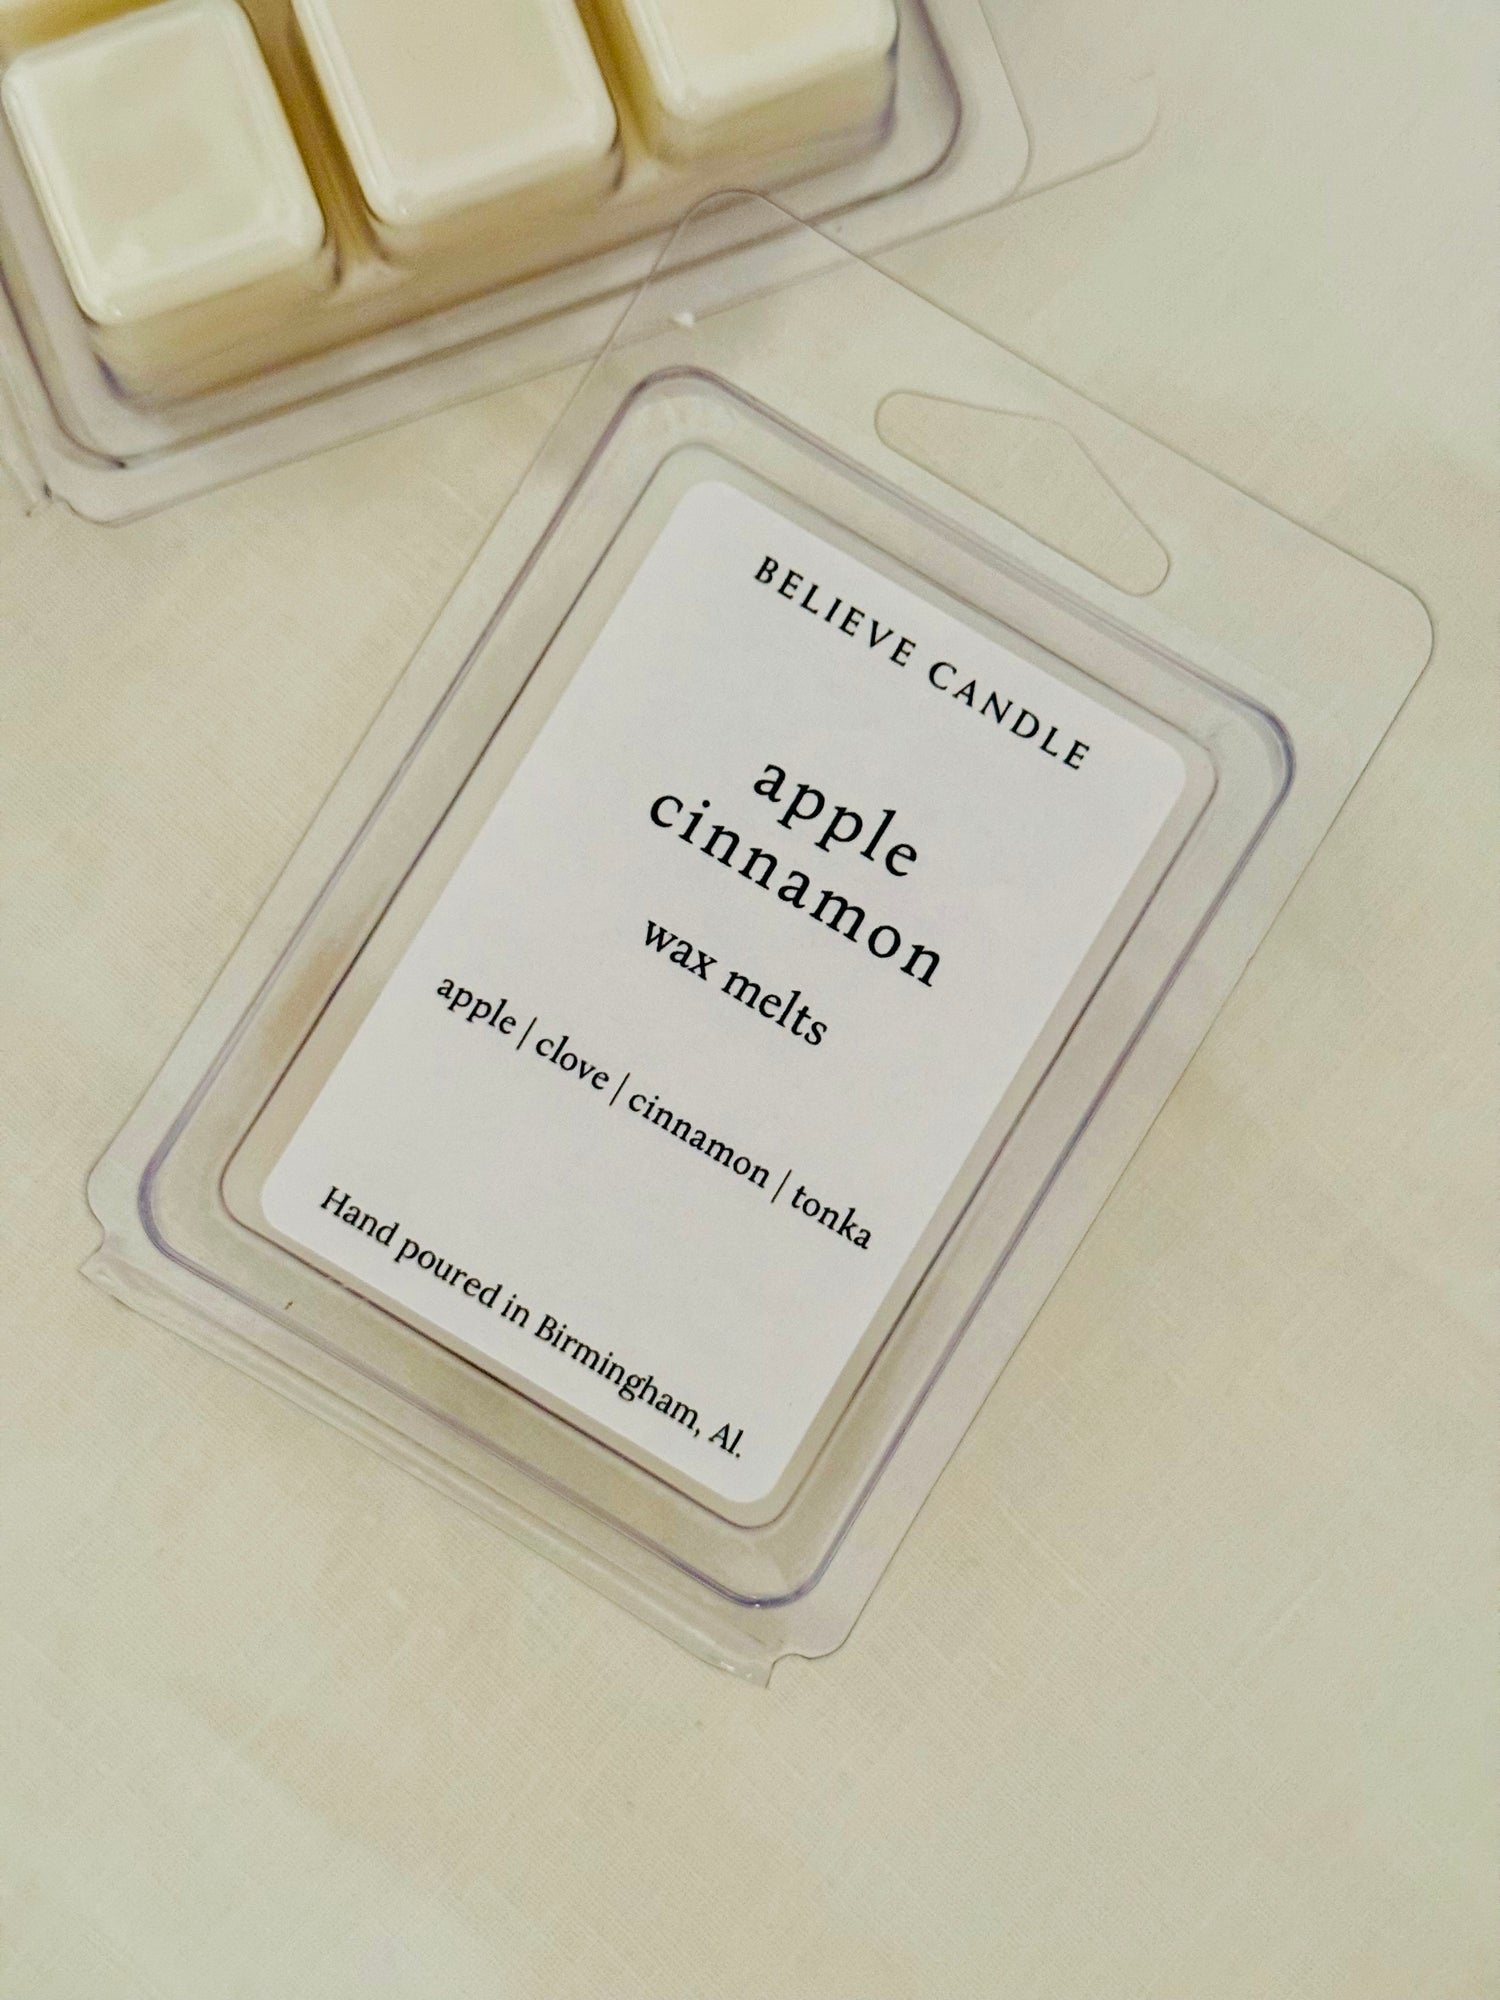 BELIEVE CANDLE
apple
cinnamon
wax melts
apple | clove | cinnamon | tonka
Hand poured in Birmingham, Al.